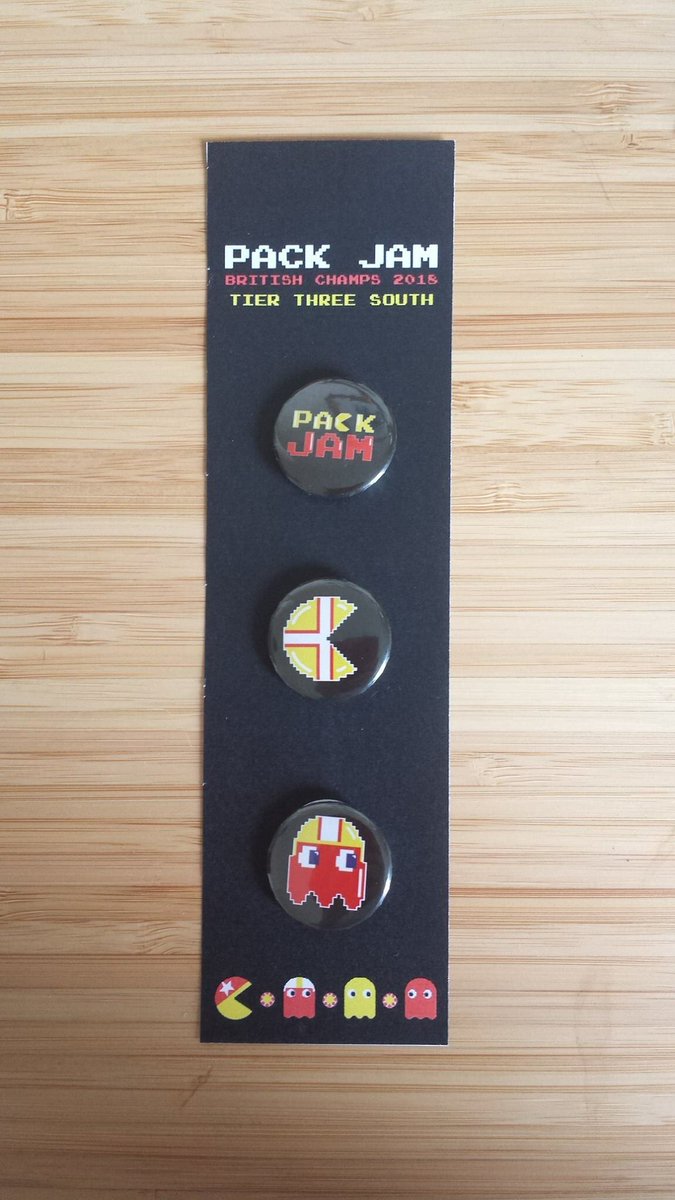 PACK JAM
BRITISH CHAMPS 2018
TIER THREE SOUTH
PACK
JAM